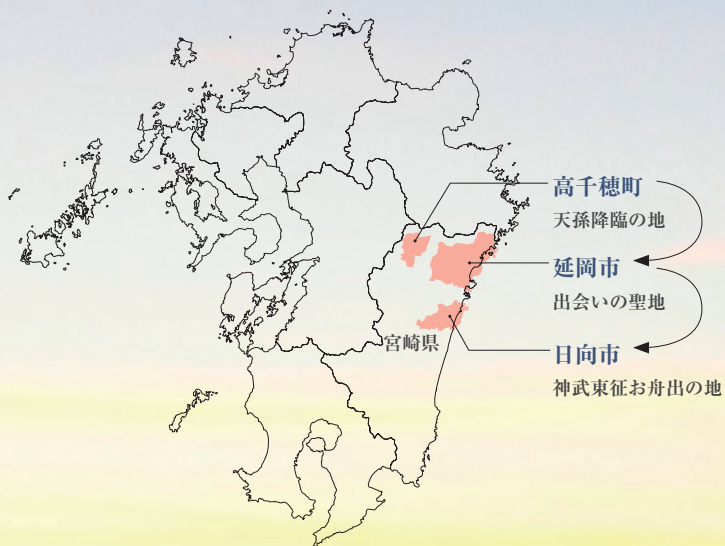 高千穂町
天孫降臨の地
延岡市
出会いの聖地
宮崎県
日向市
神武東征お舟出の地